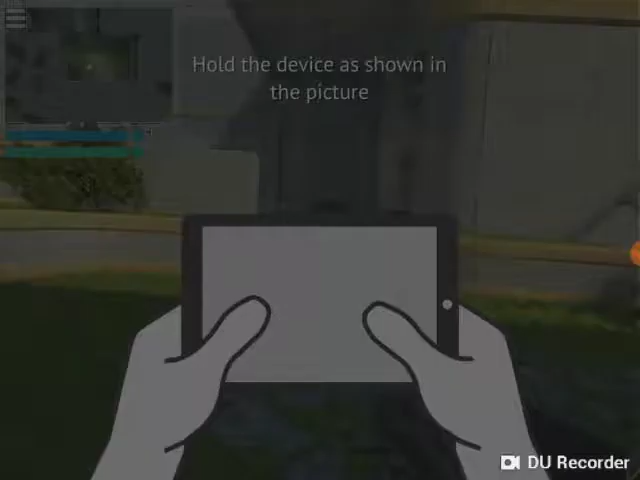 Hold the device as shown in
the picture
DU Recorder